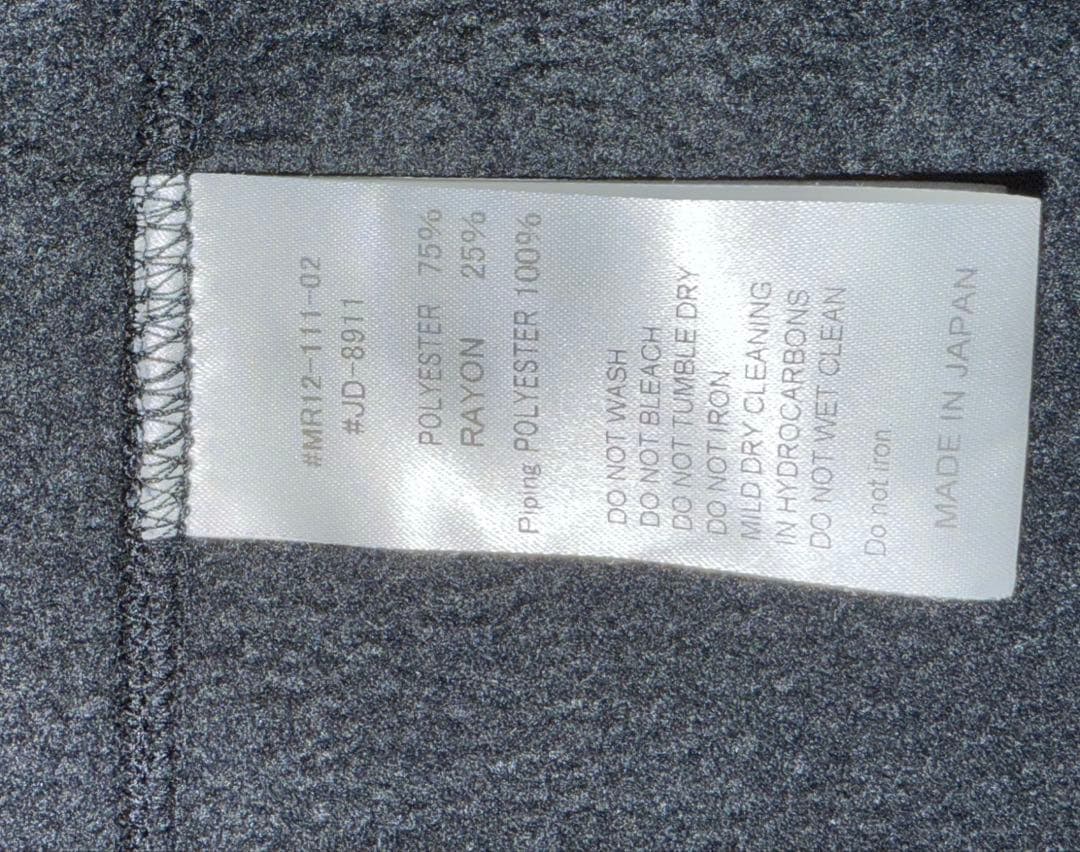 #MR12-111-02
#JD-8911
POLYESTER 75%
RAYON 25%
Piping POLYESTER 100%
DO NOT WASH
DO NOT BLEACH
DO NOT TUMBLE DRY
DO NOT IRON
MILD DRY CLEANING
IN HYDROCARBONS
DO NOT WET CLEAN
Do not iron
MADE IN JAPAN